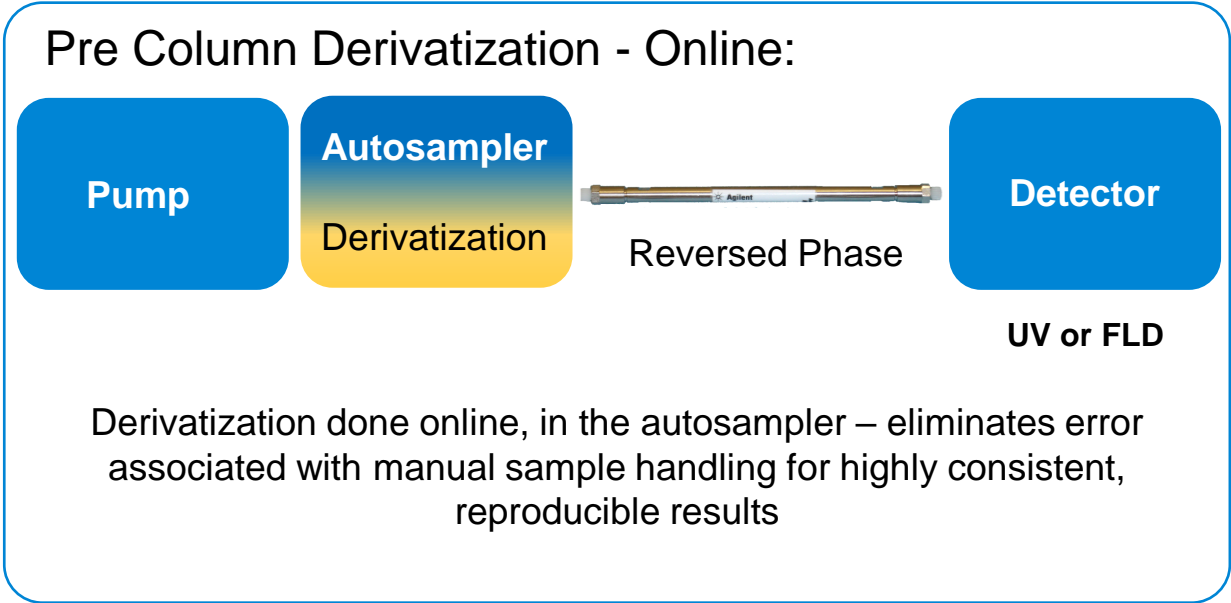 Pre Column Derivatization - Online:
Pump
Autosampler
Derivatization
Agilent
Reversed Phase
Detector
UV or FLD
Derivatization done online, in the autosampler – eliminates error
associated with manual sample handling for highly consistent,
reproducible results